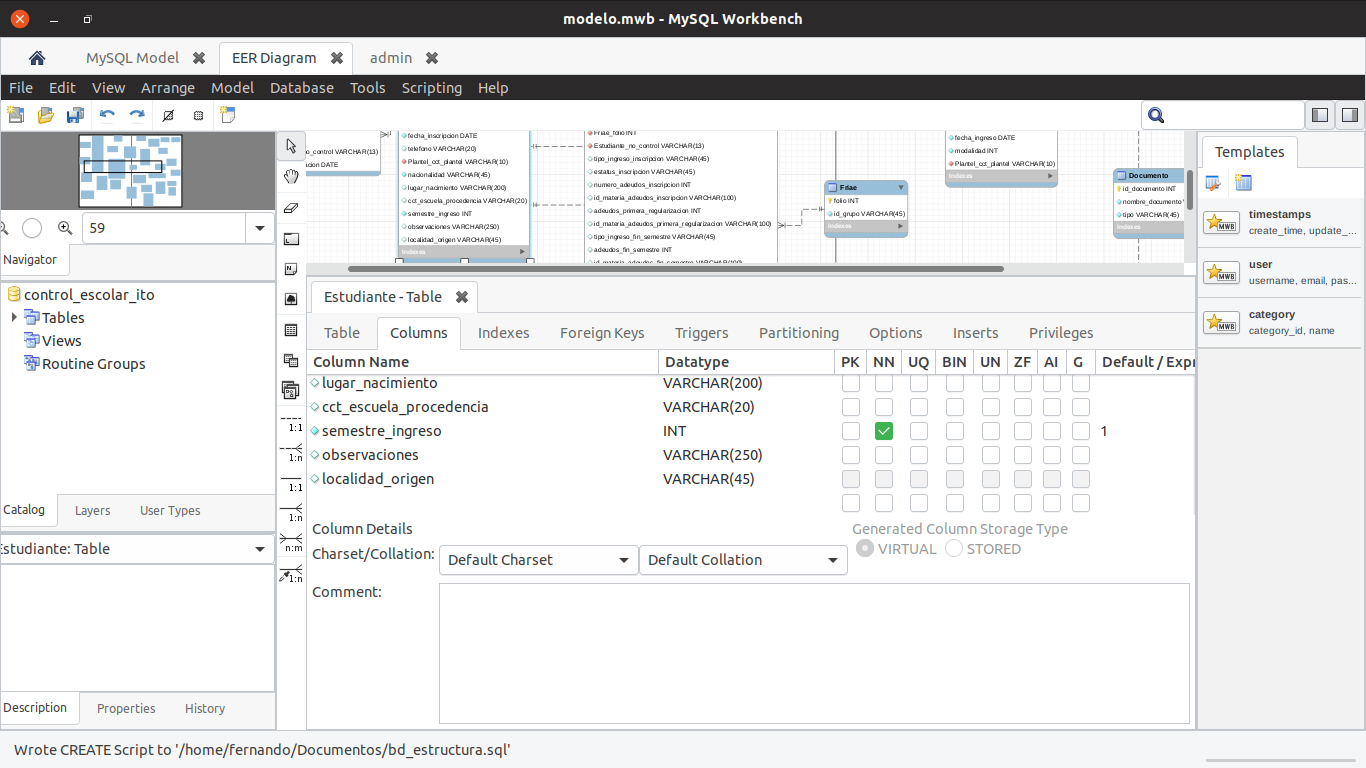 modelo.mwb - MySQL Workbench
MySQL Model
EER Diagram
admin
File Edit View Arrange Model Database Tools Scripting Help
59
Navigator
control_escolar_ito
Tables
Views
Routine Groups
Catalog Layers User Types
Estudiante: Table
Description Properties History
1:1
1:n
1:1
1:n
n:m
1:n
o_control VARCHAR(13)
acion DATE
fecha_inscripcion DATE
telefono VARCHAR(20)
Plantel_cct_plantel VARCHAR(10)
nacionalidad VARCHAR(45)
lugar_nacimiento VARCHAR(200)
cct_escuela_procedencia VARCHAR(20)
semestre_ingreso INT
observaciones VARCHAR(250)
localidad_origen VARCHAR(45)
Indexes
Friae_folio INT
Estudiante_no_control VARCHAR(13)
tipo_ingreso_inscripcion VARCHAR(45)
estatus_inscripcion VARCHAR(45)
numero_adeudos_inscripcion INT
id_materia_adeudos_inscripcion VARCHAR(100)
adeudos_primera_regularizacion INT
id_materia_adeudos_primera_regularizacion VARCHAR(100)
tipo_ingreso_fin_semestre VARCHAR(45)
adeudos_fin_semestre INT
id_materia_adeudos_fin_semestre VARCHAR(100)
Friae
folio INT
id_grupo VARCHAR(45)
Indexes
fecha_ingreso DATE
modalidad INT
Plantel_cct_plantel VARCHAR(10)
Indexes
Documento
id_documento INT
nombre_documento
tipo VARCHAR(45)
Indexes
Estudiante - Table
Table Columns Indexes Foreign Keys Triggers Partitioning Options Inserts Privileges
Column Name Datatype PK NN UQ BIN UN ZF AI G Default / Expr
lugar_nacimiento VARCHAR(200)
cct_escuela_procedencia VARCHAR(20)
semestre_ingreso INT 1
observaciones VARCHAR(250)
localidad_origen VARCHAR(45)
Column Details
Generated Column Storage Type
Charset/Collation: Default Charset Default Collation
VIRTUAL STORED
Comment:
Templates
MWB
timestamps
create_time, update_...
MWB
user
username, email, pas...
MWB
category
category_id, name
Wrote CREATE Script to '/home/fernando/Documentos/bd_estructura.sql'